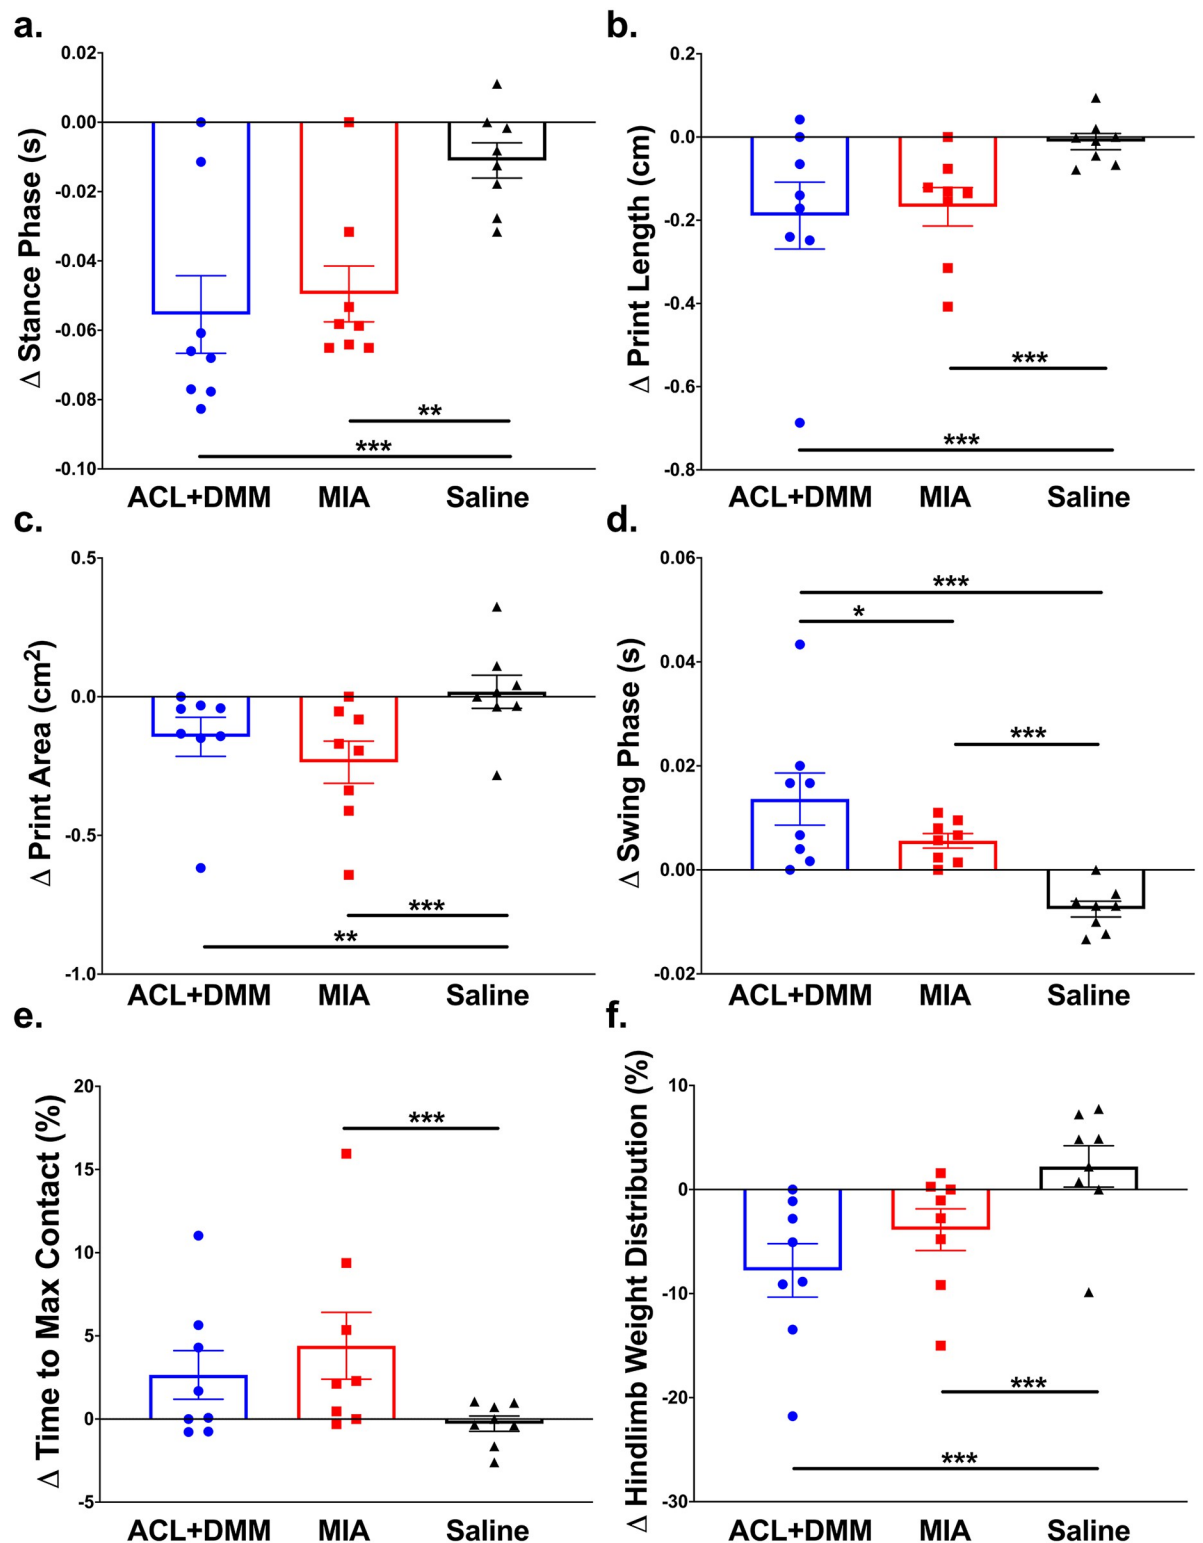 a.
Δ Stance Phase (s)
0.02
0.00
-0.02
-0.04
-0.06
-0.08
-0.10
**
***
ACL+DMM MIA Saline
b.
Δ Print Length (cm)
0.2
0.0
-0.2
-0.4
-0.6
-0.8
***
***
ACL+DMM MIA Saline
c.
Δ Print Area (cm²)
0.5
0.0
-0.5
-1.0
***
**
ACL+DMM MIA Saline
d.
Δ Swing Phase (s)
0.06
0.04
0.02
0.00
-0.02
***
*
***
ACL+DMM MIA Saline
e.
Δ Time to Max Contact (%)
20
15
10
5
0
-5
***
ACL+DMM MIA Saline
f.
Δ Hindlimb Weight Distribution (%)
10
0
-10
-20
-30
***
***
ACL+DMM MIA Saline